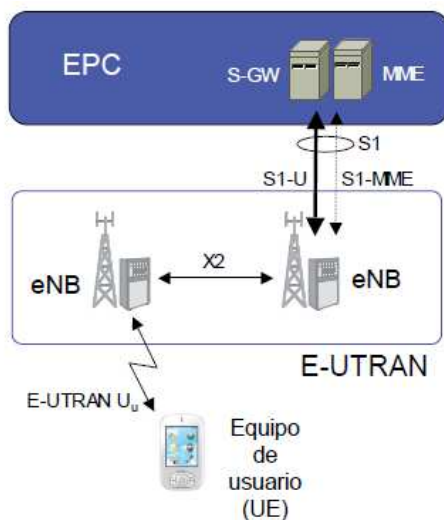 EPC
S-GW
MME
S1
S1-U
S1-MME
X2
eNB
eNB
E-UTRAN
E-UTRAN Uu
Equipo
de
usuario
(UE)